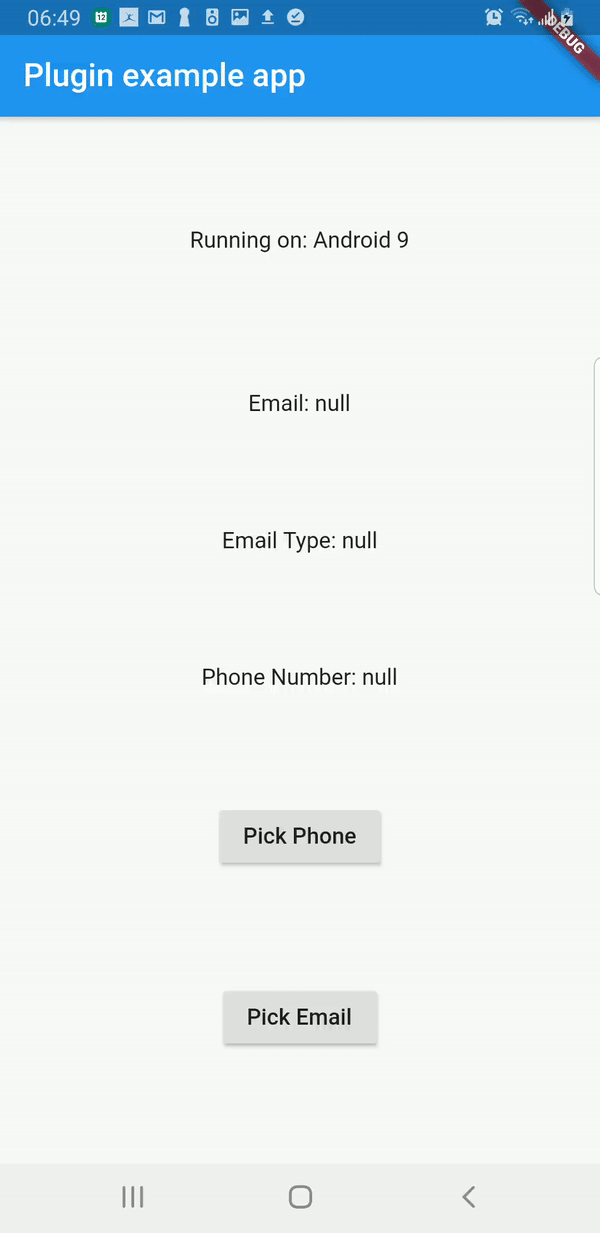 06:49
12
DEBUG
Plugin example app
Running on: Android 9
Email: null
Email Type: null
Phone Number: null
Pick Phone
Pick Email